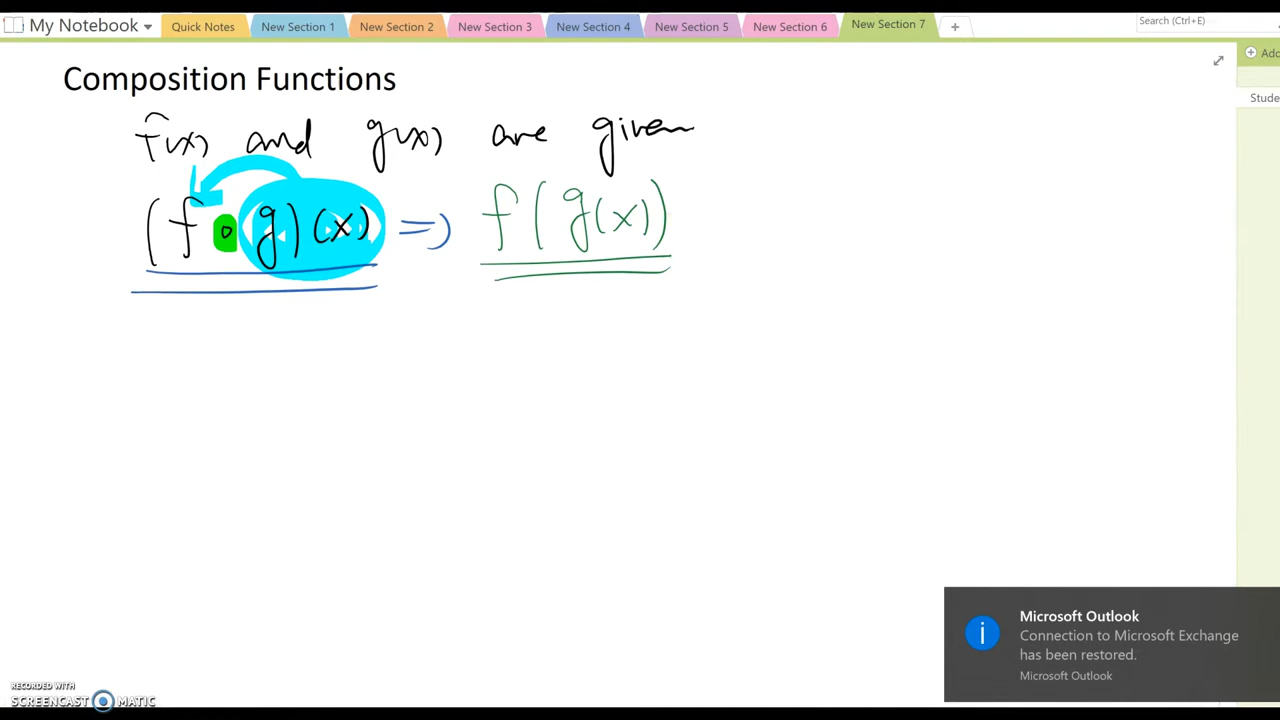 My Notebook Quick Notes New Section 1 New Section 2 New Section 3 New Section 4 New Section 5 New Section 6 New Section 7 + Search (Ctrl+E)
Add
Stude
Composition Functions
f(x) and g(x) are given
(f ∘ g)(x) => f(g(x))
Microsoft Outlook
Connection to Microsoft Exchange
has been restored.
Microsoft Outlook
RECORDED WITH
SCREENCAST MATIC